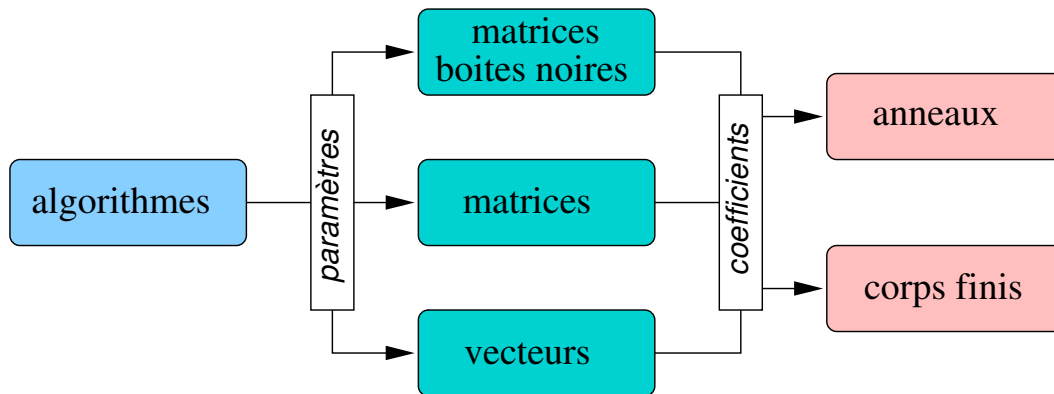 algorithmes
paramètres
matrices
boites noires
matrices
vecteurs
coefficients
anneaux
corps finis